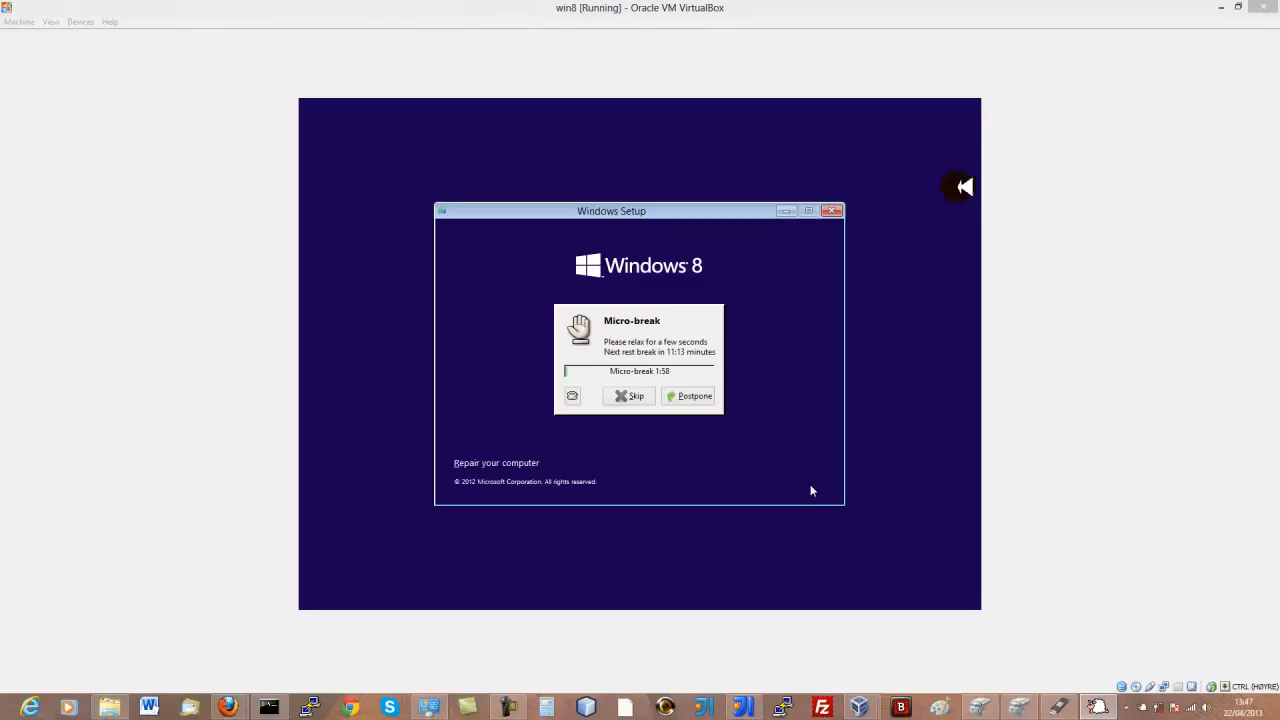 win8 [Running] - Oracle VM VirtualBox
Machine View Devices Help
Windows Setup
Windows 8
Micro-break
Please relax for a few seconds
Next rest break in 11:13 minutes
Micro-break 1:58
Skip
Postpone
Repair your computer
© 2012 Microsoft Corporation. All rights reserved.
CTRL (HØYRE)
13:47
22/04/2013